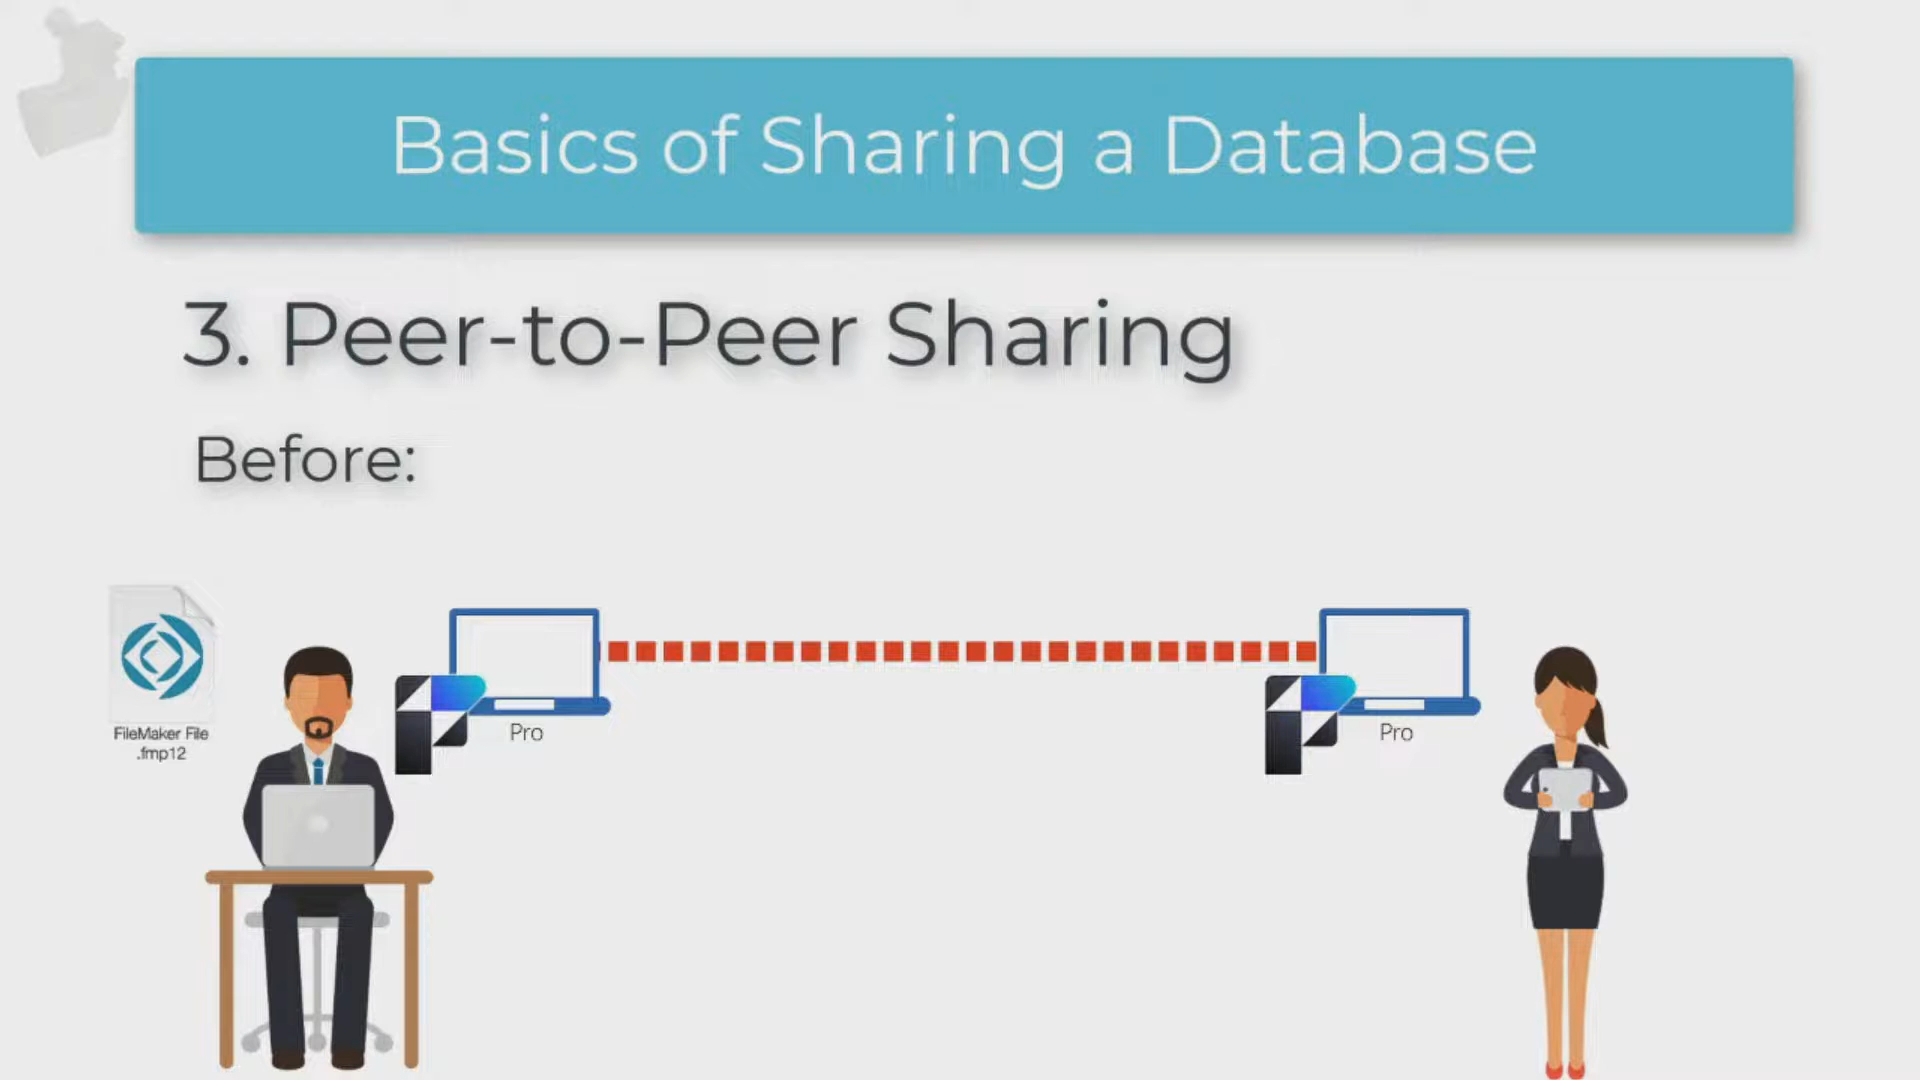 Basics of Sharing a Database
3. Peer-to-Peer Sharing
Before:
FileMaker File
.fmp12
Pro
Pro